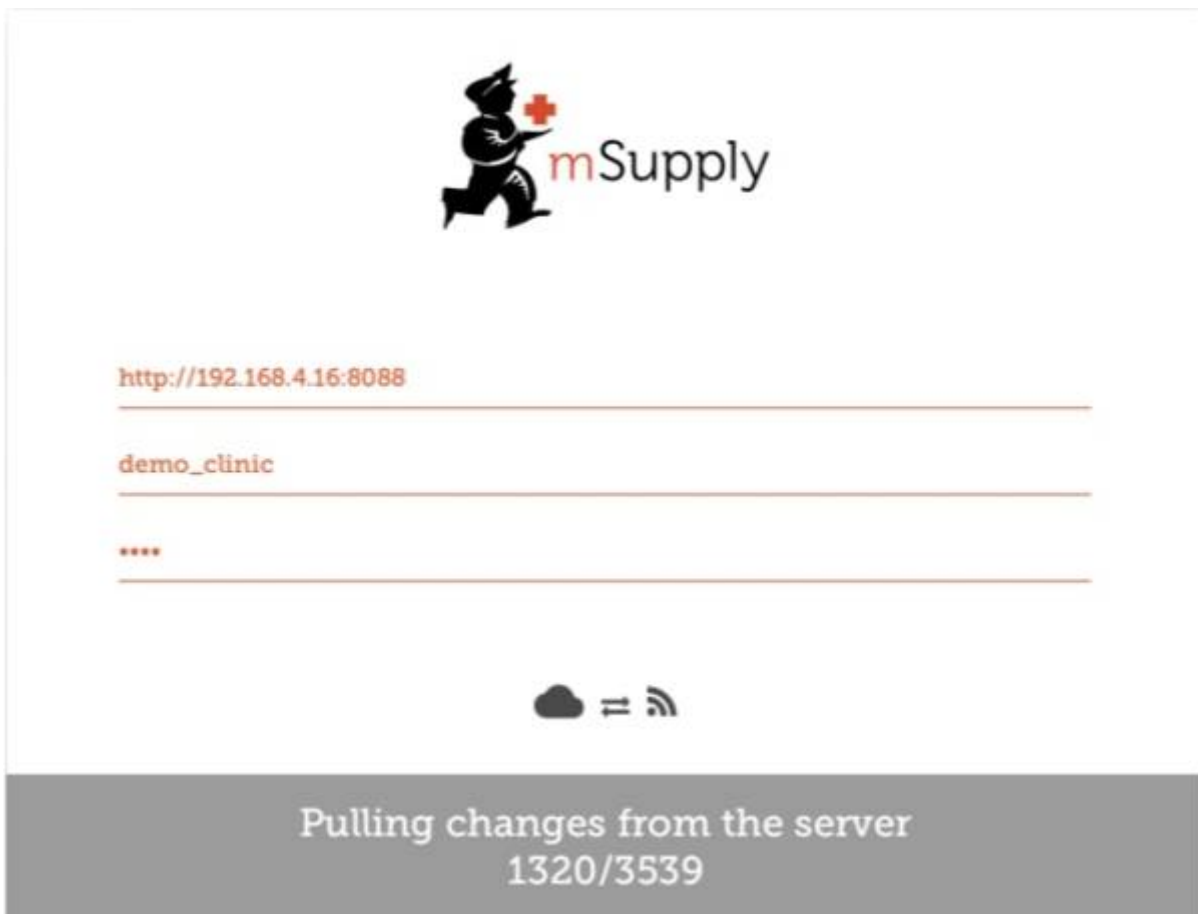 mSupply
http://192.168.4.16:8088
demo_clinic
••••
Pulling changes from the server
1320/3539